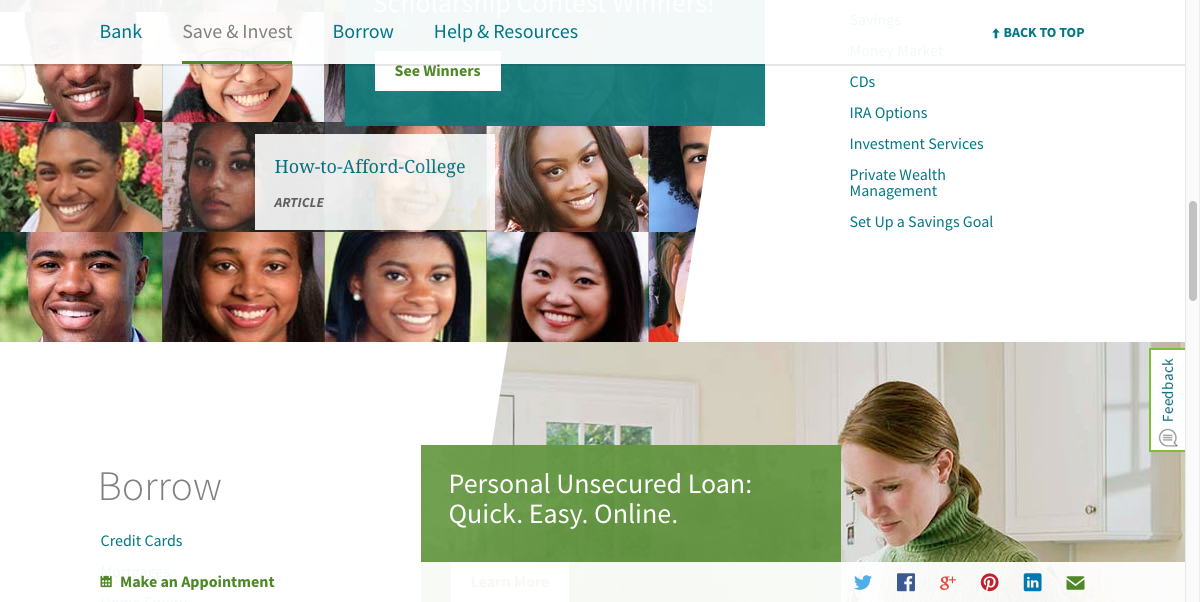 Scholarship Contest Winners!
Bank
Save & Invest
Borrow
Help & Resources
BACK TO TOP
See Winners
How-to-Afford-College
ARTICLE
Savings
Money Market
CDs
IRA Options
Investment Services
Private Wealth
Management
Set Up a Savings Goal
Feedback
Borrow
Credit Cards
Mortgages
Make an Appointment
Home Equity
Personal Unsecured Loan:
Quick. Easy. Online.
Learn More